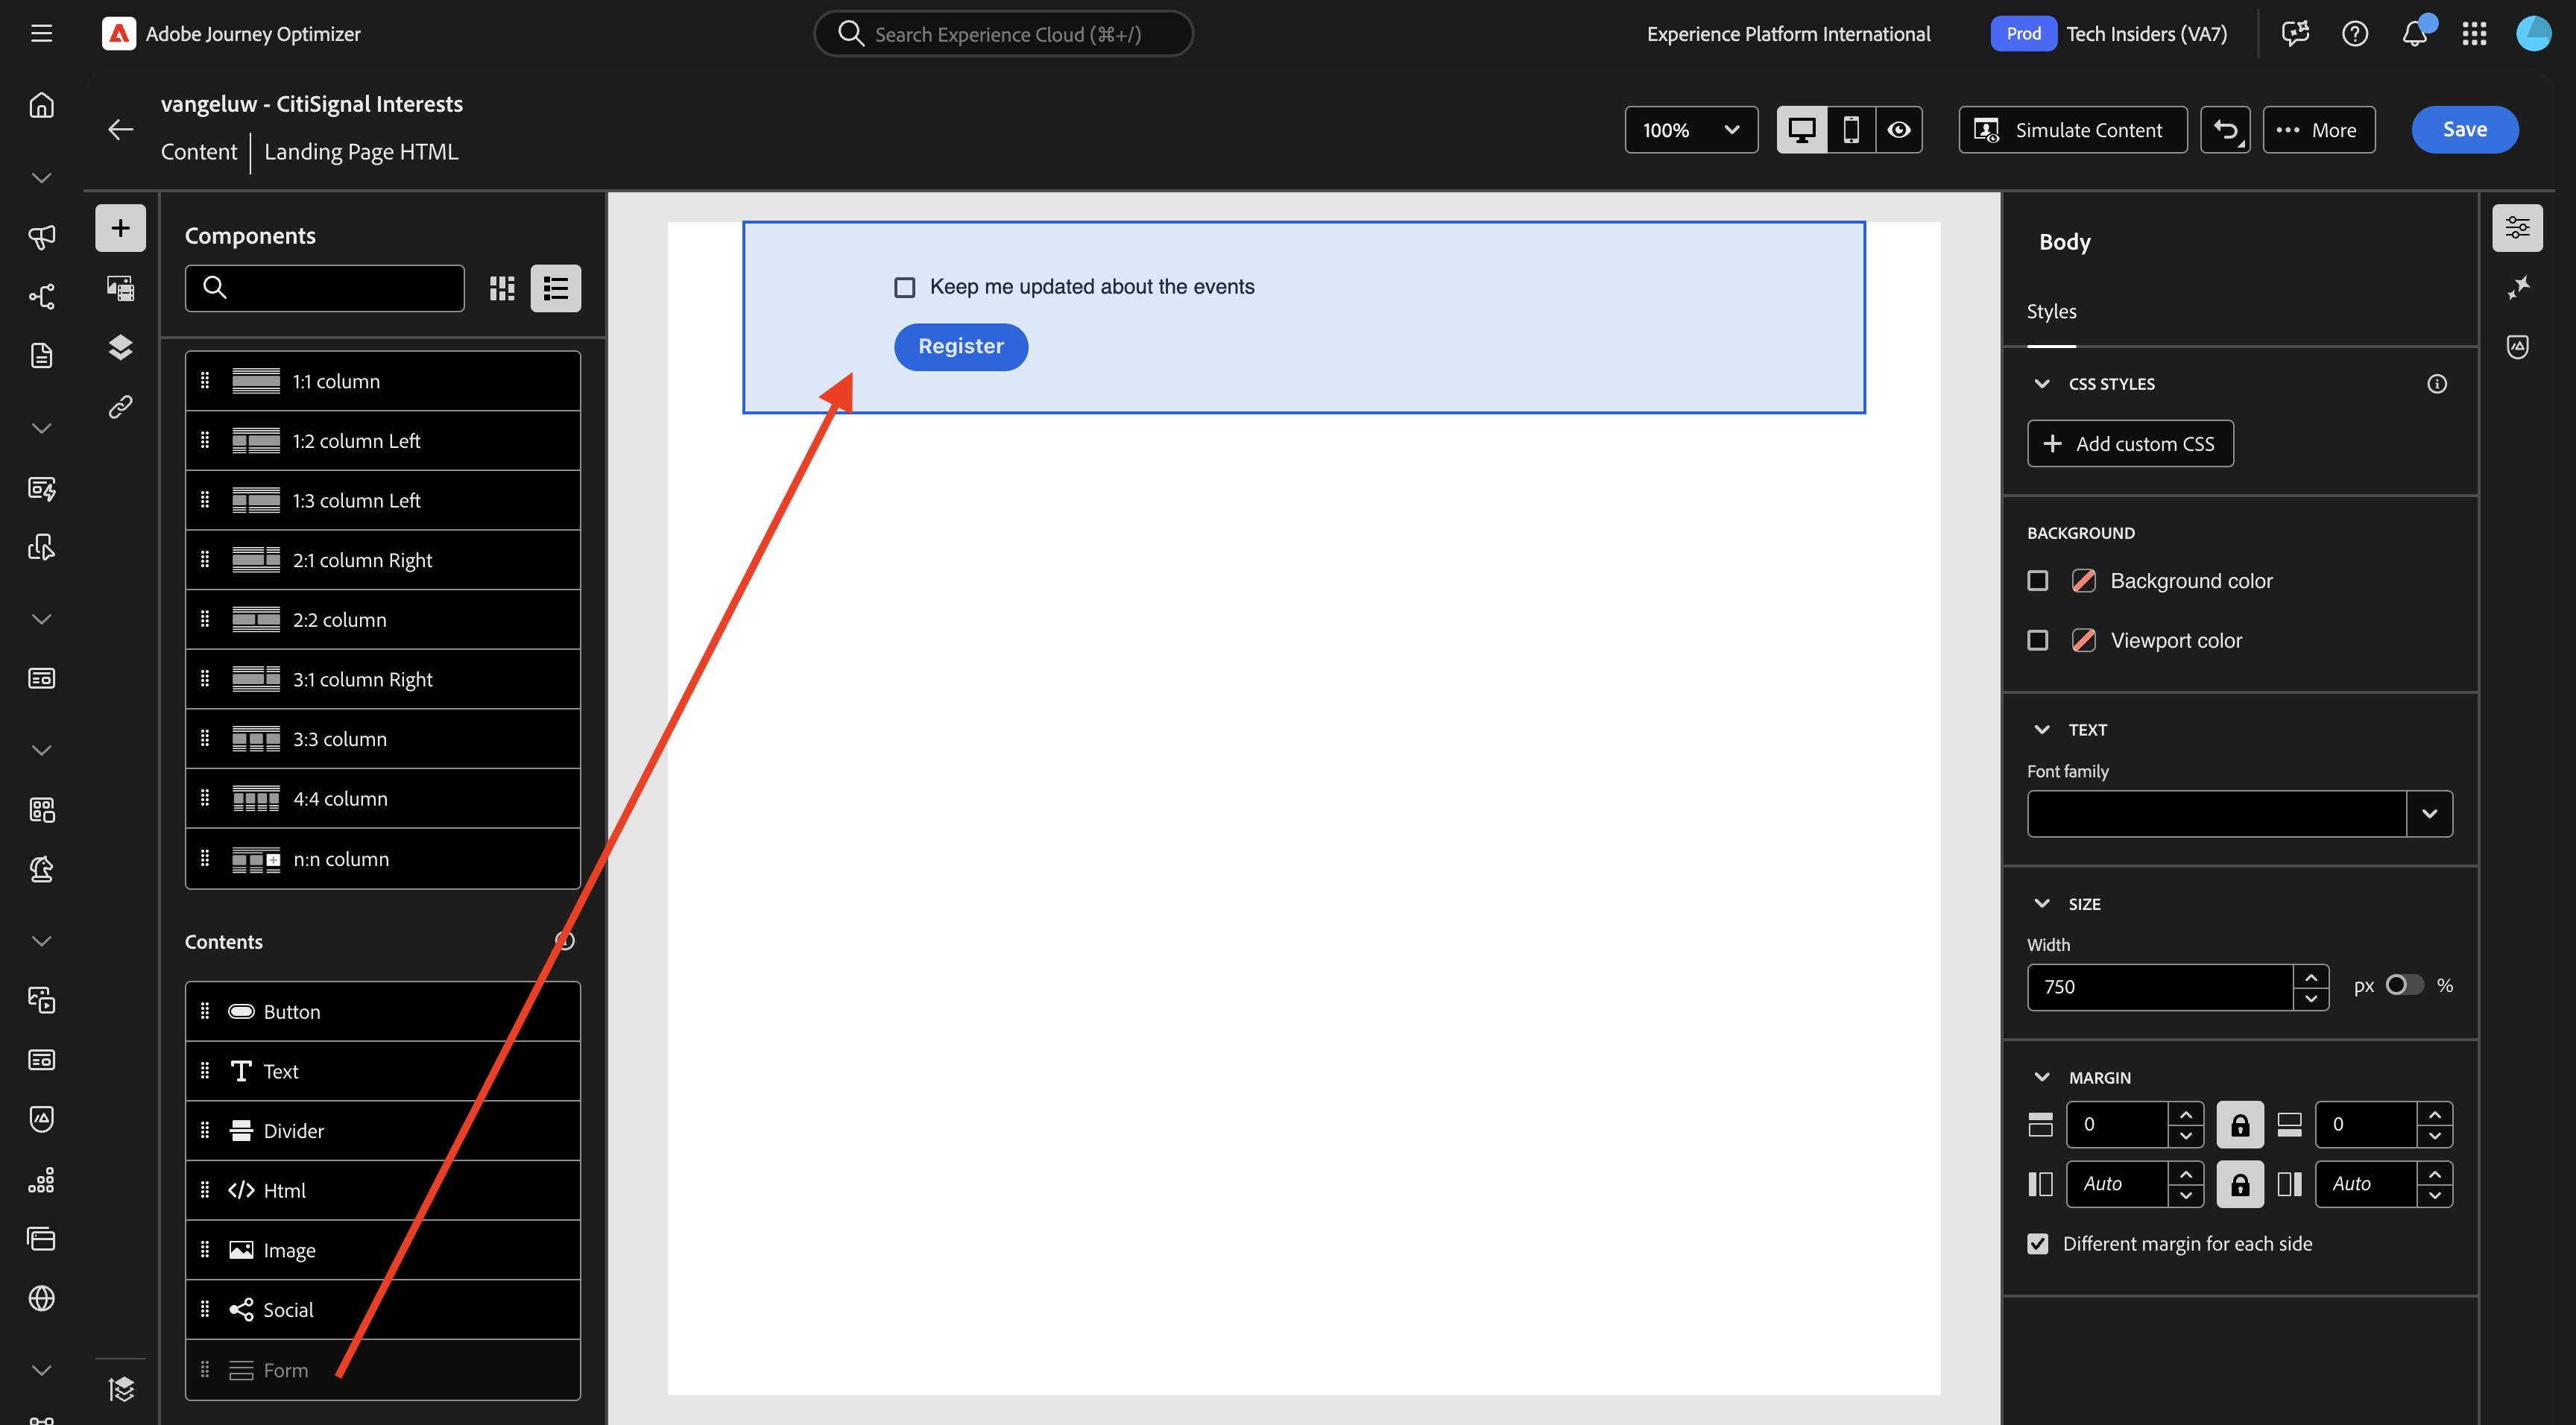 Adobe Journey Optimizer
Search Experience Cloud (⌘+/)
Experience Platform International
Prod
Tech Insiders (VA7)
vangeluw - CitiSignal Interests
Content
Landing Page HTML
100%
Simulate Content
More
Save
Components
1:1 column
1:2 column Left
1:3 column Left
2:1 column Right
2:2 column
3:1 column Right
3:3 column
4:4 column
n:n column
Contents
Button
Text
Divider
Html
Image
Social
Form
Keep me updated about the events
Register
Body
Styles
CSS STYLES
Add custom CSS
BACKGROUND
Background color
Viewport color
TEXT
Font family
SIZE
Width
750
px
%
MARGIN
0
0
Auto
Auto
Different margin for each side